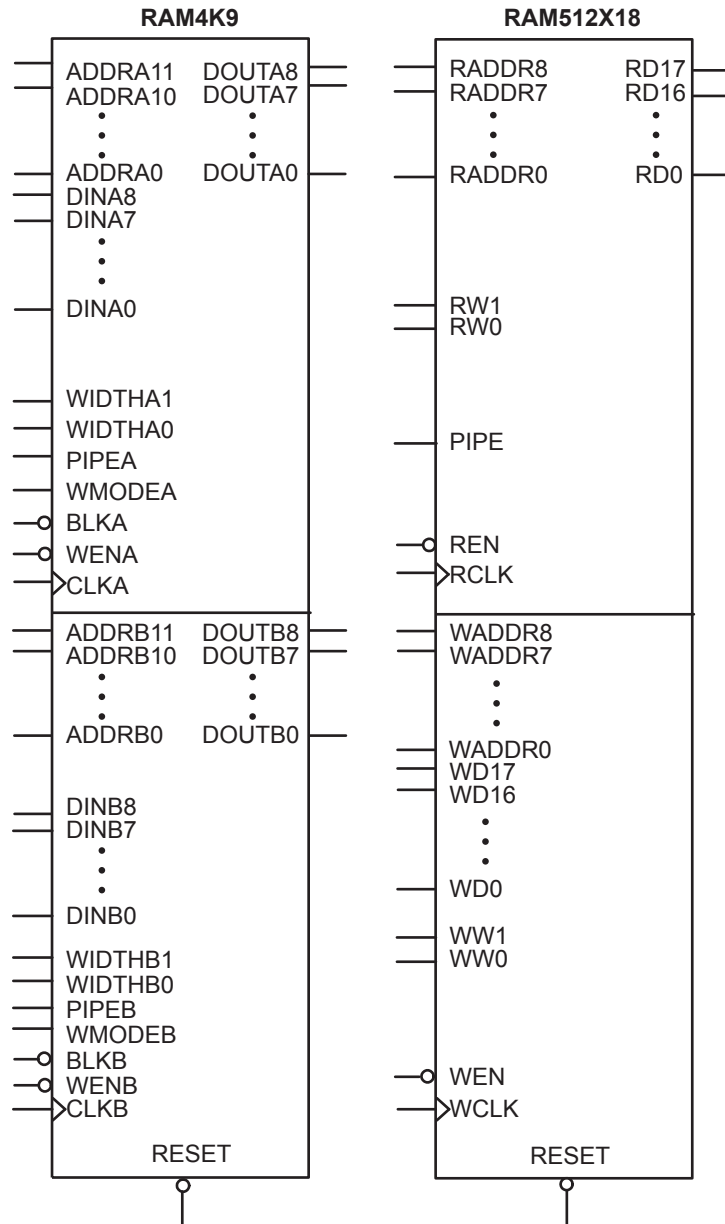 RAM4K9
ADDRA11 DOUTA8
ADDRA10 DOUTA7
ADDRA0 DOUTA0
DINA8
DINA7
DINA0
WIDTHA1
WIDTHA0
PIPEA
WMODEA
BLKA
WENA
CLKA
ADDRB11 DOUTB8
ADDRB10 DOUTB7
ADDRB0 DOUTB0
DINB8
DINB7
DINB0
WIDTHB1
WIDTHB0
PIPEB
WMODEB
BLKB
WENB
CLKB
RESET
RAM512X18
RADDR8 RD17
RADDR7 RD16
RADDR0 RD0
RW1
RW0
PIPE
REN
RCLK
WADDR8
WADDR7
WADDR0
WD17
WD16
WD0
WW1
WW0
WEN
WCLK
RESET